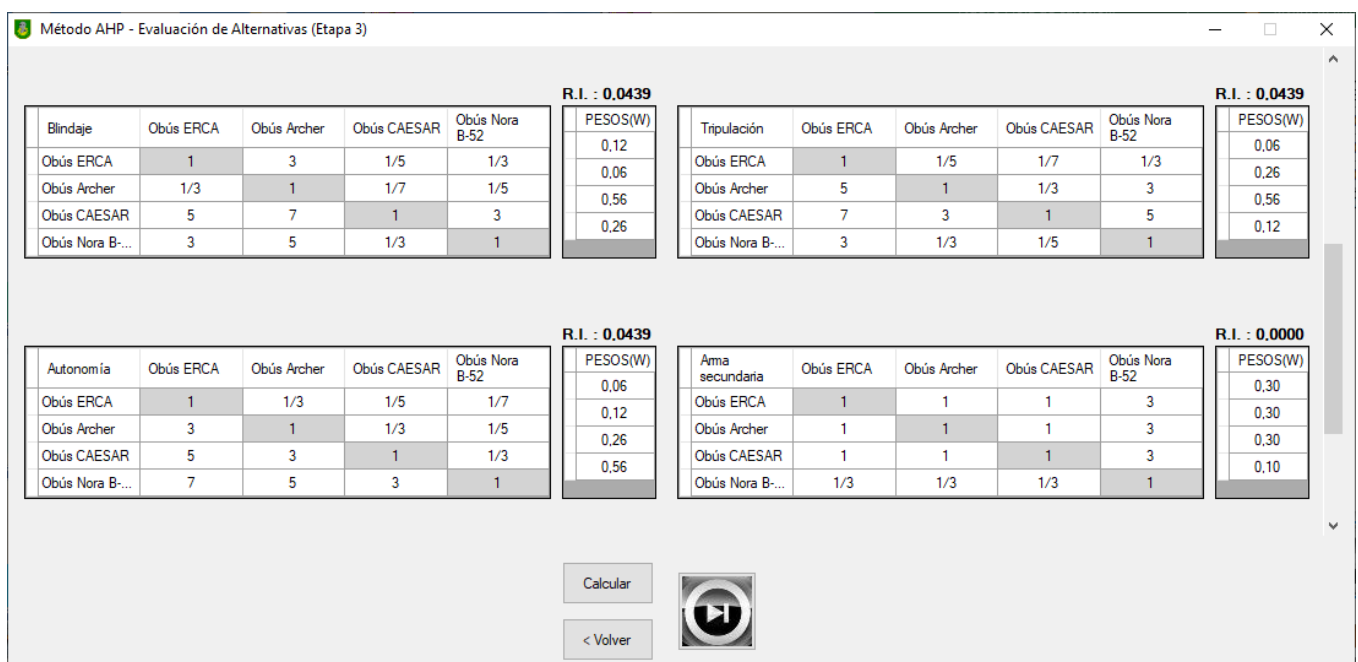 Método AHP - Evaluación de Alternativas (Etapa 3)
R.I. : 0,0439
Blindaje Obús ERCA Obús Archer Obús CAESAR Obús Nora B-52 PESOS(W)
Obús ERCA 1 3 1/5 1/3 0,12
Obús Archer 1/3 1 1/7 1/5 0,06
Obús CAESAR 5 7 1 3 0,56
Obús Nora B-... 3 5 1/3 1 0,26
R.I. : 0,0439
Tripulación Obús ERCA Obús Archer Obús CAESAR Obús Nora B-52 PESOS(W)
Obús ERCA 1 1/5 1/7 1/3 0,06
Obús Archer 5 1 1/3 3 0,26
Obús CAESAR 7 3 1 5 0,56
Obús Nora B-... 3 1/3 1/5 1 0,12
R.I. : 0,0439
Autonomía Obús ERCA Obús Archer Obús CAESAR Obús Nora B-52 PESOS(W)
Obús ERCA 1 1/3 1/5 1/7 0,06
Obús Archer 3 1 1/3 1/5 0,12
Obús CAESAR 5 3 1 1/3 0,26
Obús Nora B-... 7 5 3 1 0,56
R.I. : 0,0000
Arma secundaria Obús ERCA Obús Archer Obús CAESAR Obús Nora B-52 PESOS(W)
Obús ERCA 1 1 1 3 0,30
Obús Archer 1 1 1 3 0,30
Obús CAESAR 1 1 1 3 0,30
Obús Nora B-... 1/3 1/3 1/3 1 0,10
Calcular
< Volver